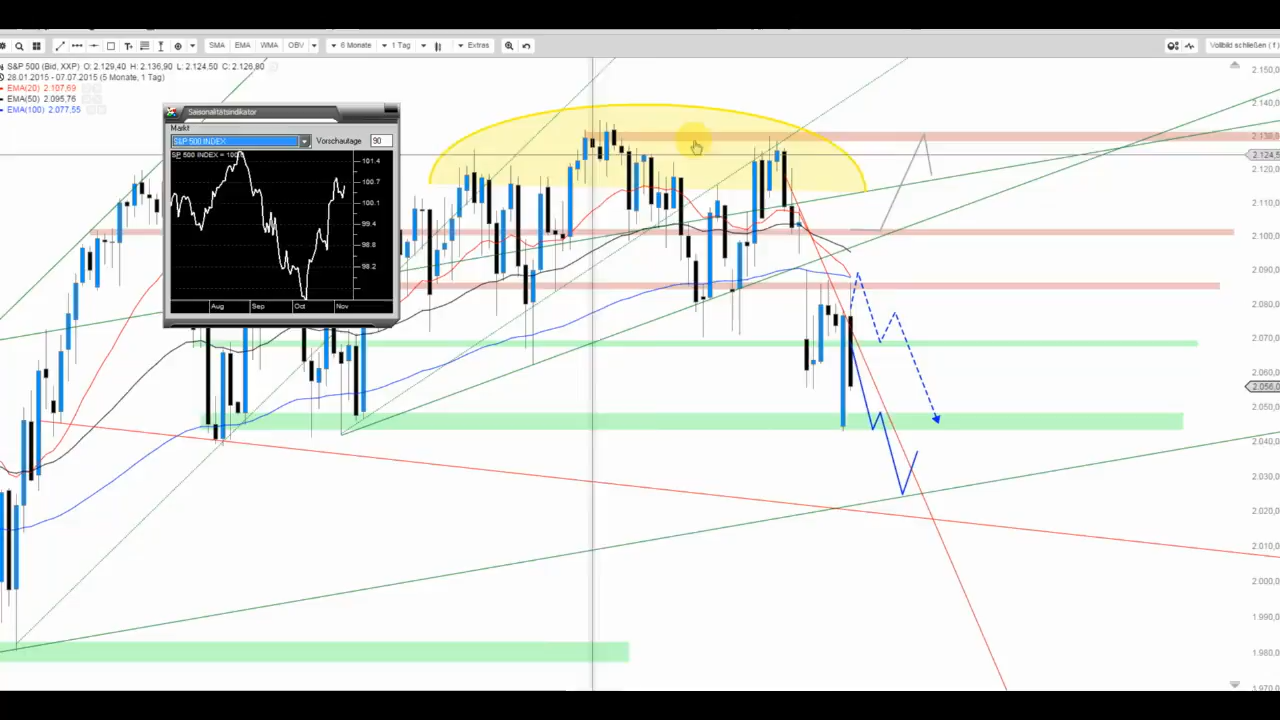 SMA EMA WMA OBV 6 Monate 1 Tag Extras Vollbild schließen (f)
S&P 500 (Bid, XXP) O: 2.129,40 H: 2.136,90 L: 2.124,50 C: 2.126,80
28.01.2015 - 07.07.2015 (5 Monate, 1 Tag)
EMA(20) 2.107,69
EMA(50) 2.095,76
EMA(100) 2.077,55
Saisonalitätsindikator
Markt
Vorschautage
S&P 500 INDEX
90
SP 500 INDEX = 100
101.4
100.7
100.1
99.4
98.8
98.2
Aug Sep Oct Nov
2.150,0
2.140,0
2.130,0
2.124,5
2.120,0
2.110,0
2.100,0
2.090,0
2.080,0
2.070,0
2.060,0
2.056,0
2.050,0
2.040,0
2.030,0
2.020,0
2.010,0
2.000,0
1.990,0
1.980,0
1.970,0